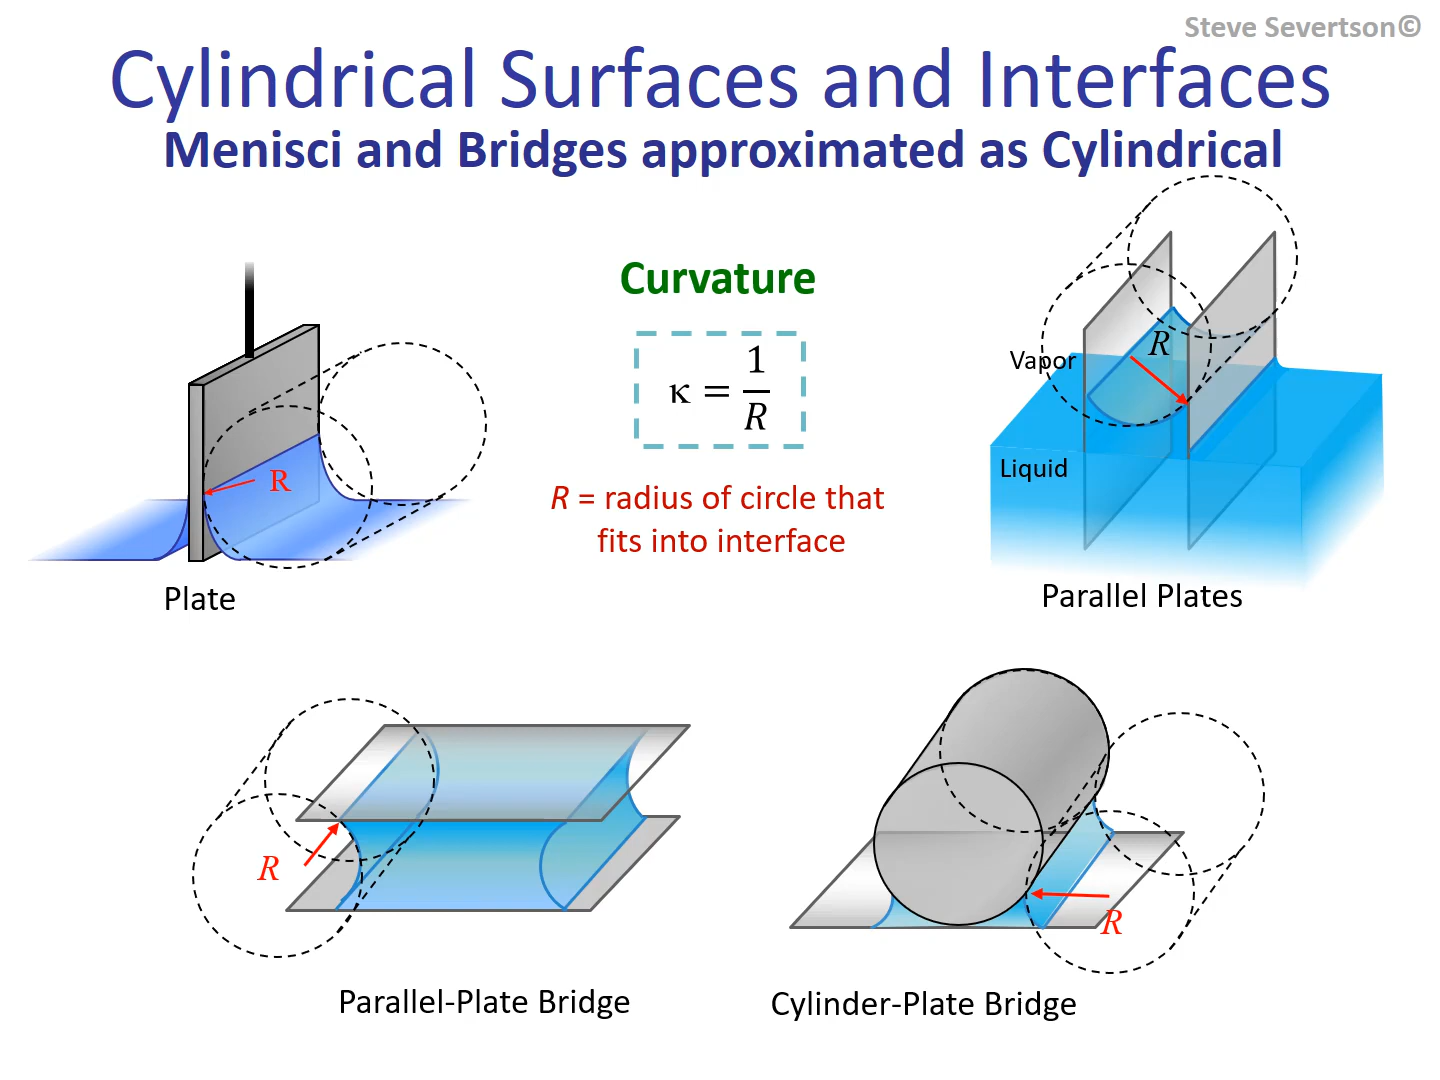 Steve Severtson©
Cylindrical Surfaces and Interfaces
Menisci and Bridges approximated as Cylindrical
Curvature
κ = 1/R
R = radius of circle that
fits into interface
R
Plate
Vapor
R
Liquid
Parallel Plates
R
Parallel-Plate Bridge
R
Cylinder-Plate Bridge